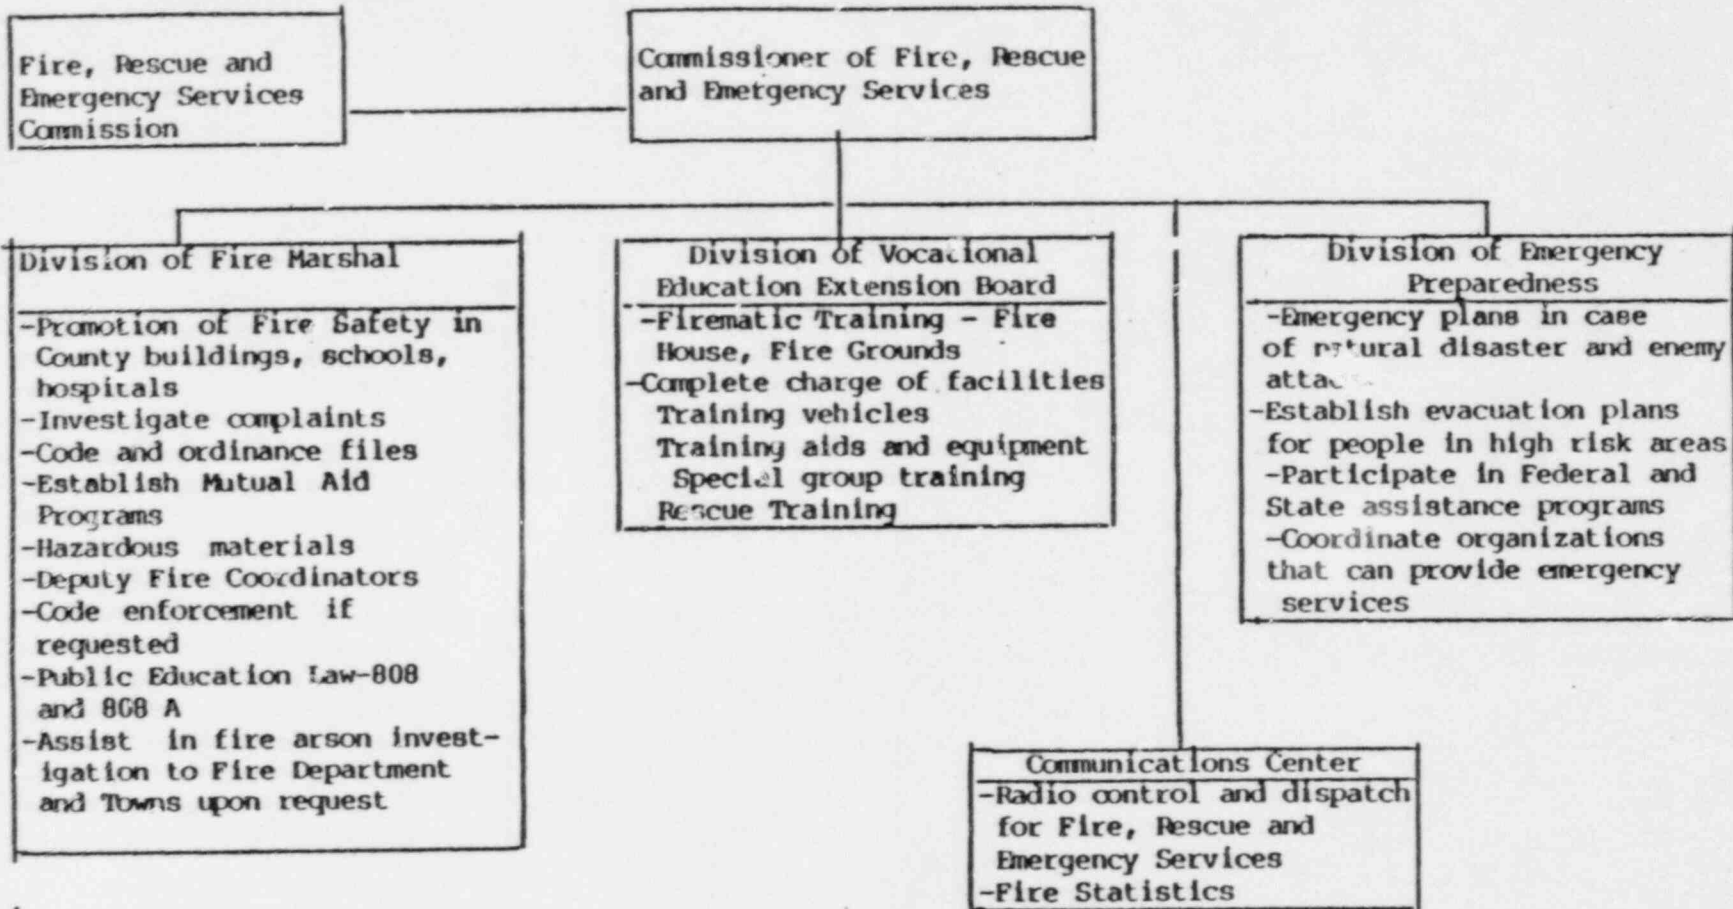 Fire, Rescue and
Emergency Services
Commission
Commissioner of Fire, Rescue
and Emergency Services
Division of Fire Marshal
-Promotion of Fire Safety in
County buildings, schools,
hospitals
-Investigate complaints
-Code and ordinance files
-Establish Mutual Aid
Programs
-Hazardous materials
-Deputy Fire Coordinators
-Code enforcement if
requested
-Public Education Law-808
and 808 A
-Assist in fire arson invest-
igation to Fire Department
and Towns upon request
Division of Vocational
Education Extension Board
-Firematic Training - Fire
House, Fire Grounds
-Complete charge of facilities
Training vehicles
Training aids and equipment
Special group training
Rescue Training
Division of Emergency
Preparedness
-Emergency plans in case
of natural disaster and enemy
attac
-Establish evacuation plans
for people in high risk areas
-Participate in Federal and
State assistance programs
-Coordinate organizations
that can provide emergency
services
Communications Center
-Radio control and dispatch
for Fire, Rescue and
Emergency Services
-Fire Statistics